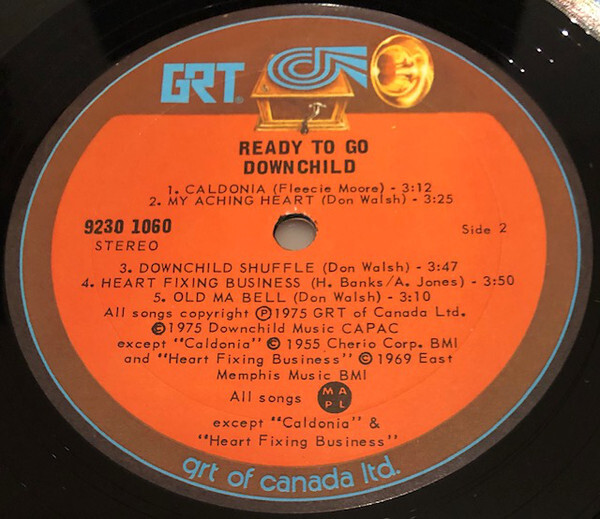 GRT®
READY TO GO
DOWNCHILD
1. CALDONIA (Fleecie Moore) - 3:12
2. MY ACHING HEART (Don Walsh) - 3:25
9230 1060
STEREO
Side 2
3. DOWNCHILD SHUFFLE (Don Walsh) - 3:47
4. HEART FIXING BUSINESS (H. Banks/A. Jones) - 3:50
5. OLD MA BELL (Don Walsh) - 3:10
All songs copyright ℗1975 GRT of Canada Ltd.
©1975 Downchild Music CAPAC
except "Caldonia" © 1955 Cherio Corp. BMI
and "Heart Fixing Business" © 1969 East
Memphis Music BMI
All songs MAPL
except "Caldonia" &
"Heart Fixing Business"
grt of canada ltd.